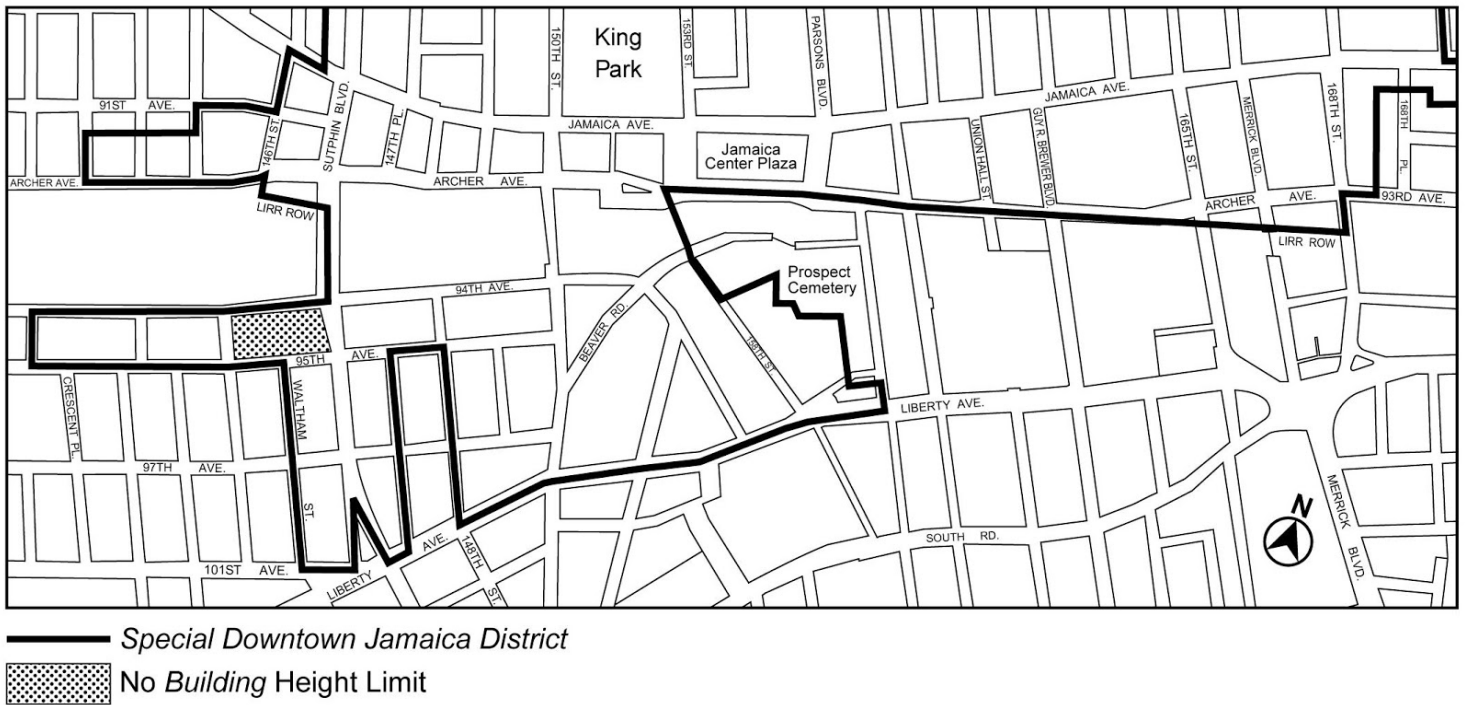 King
Park
150TH ST.
153RD ST.
PARSONS BLVD.
91ST AVE.
SUTPHIN BLVD.
146TH ST.
147TH PL.
JAMAICA AVE.
JAMAICA AVE.
Jamaica
Center Plaza
UNION HALL ST.
GUY R. BREWER BLVD.
165TH ST.
MERRICK BLVD.
168TH ST.
168TH PL.
ARCHER AVE.
ARCHER AVE.
ARCHER AVE.
93RD AVE.
LIRR ROW
LIRR ROW
Prospect
Cemetery
94TH AVE.
BEAVER RD.
158TH ST.
95TH AVE.
CRESCENT PL.
WALTHAM ST.
LIBERTY AVE.
97TH AVE.
MERRICK BLVD.
N
SOUTH RD.
101ST AVE.
LIBERTY AVE.
148TH ST.
Special Downtown Jamaica District
No Building Height Limit